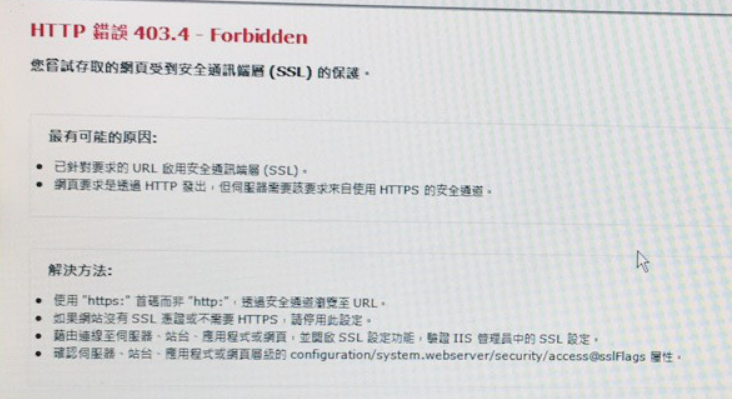 HTTP 錯誤 403.4 - Forbidden
您嘗試存取的網頁受到安全通訊端層 (SSL) 的保護。
最有可能的原因:
• 已針對要求的 URL 啟用安全通訊端層 (SSL)。
• 網頁要求是透過 HTTP 發出，但伺服器需要該要求來自使用 HTTPS 的安全通道。
解決方法:
• 使用 "https:" 首碼而非 "http:"，透過安全通道瀏覽至 URL。
• 如果網站沒有 SSL 憑證或不需要 HTTPS，請停用此設定。
• 藉由連線至伺服器、站台、應用程式或網頁，並開啟 SSL 設定功能，驗證 IIS 管理員中的 SSL 設定。
• 確認伺服器、站台、應用程式或網頁層級的 configuration/system.webserver/security/access@sslFlags 屬性。